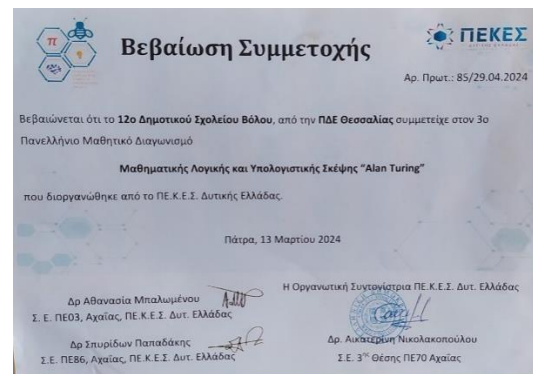 Βεβαίωση Συμμετοχής
ΠΕΚΕΣ
Αρ. Πρωτ.: 85/29.04.2024
Βεβαιώνεται ότι το 12ο Δημοτικού Σχολείου Βόλου, από την ΠΔΕ Θεσσαλίας συμμετείχε στον 3ο
Πανελλήνιο Μαθητικό Διαγωνισμό
Μαθηματικής Λογικής και Υπολογιστικής Σκέψης “Alan Turing”
που διοργανώθηκε από το ΠΕ.Κ.Ε.Σ. Δυτικής Ελλάδας.
Πάτρα, 13 Μαρτίου 2024
Η Οργανωτική Συντονίστρια ΠΕ.Κ.Ε.Σ. Δυτ. Ελλάδας
Δρ Αθανασία Μπαλωμένου
Σ. Ε. ΠΕ03, Αχαΐας, ΠΕ.Κ.Ε.Σ. Δυτ. Ελλάδας
Δρ Σπυρίδων Παπαδάκης
Σ.Ε. ΠΕ86, Αχαΐας, ΠΕ.Κ.Ε.Σ. Δυτ. Ελλάδας
Δρ. Αικατερίνη Νικολακοπούλου
Σ.Ε. 3ης Θέσης ΠΕ70 Αχαΐας